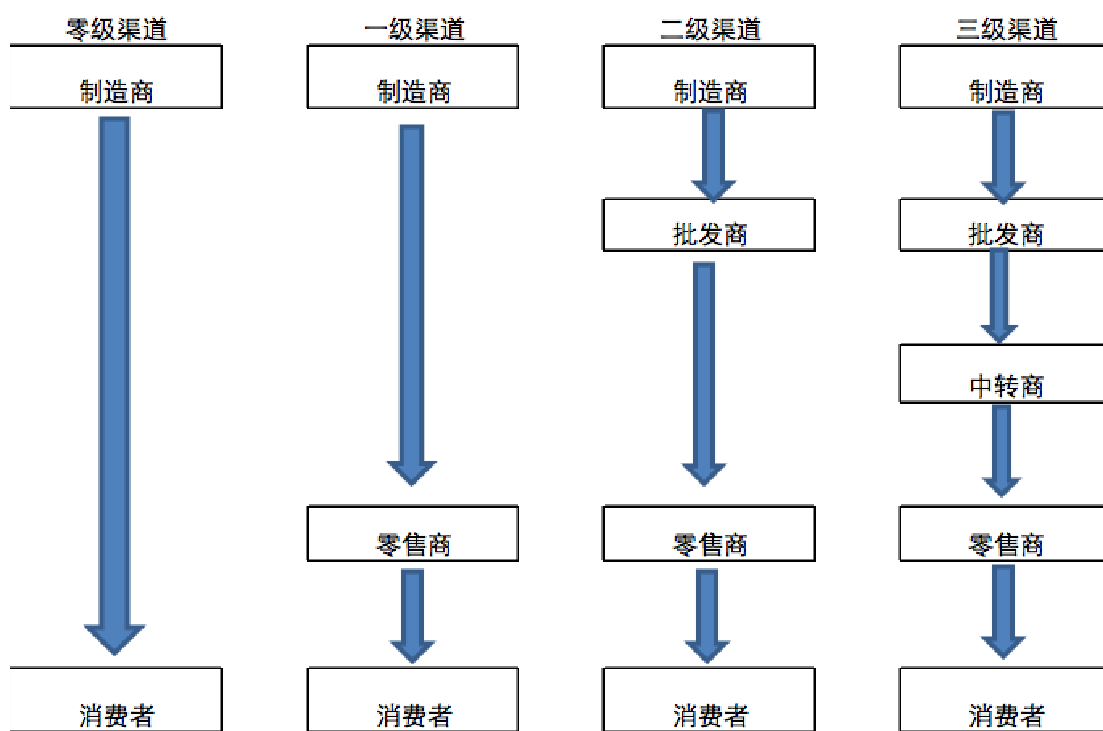 零级渠道 一级渠道 二级渠道 三级渠道
制造商 制造商 制造商 制造商
批发商 批发商
中转商
零售商 零售商 零售商
消费者 消费者 消费者 消费者